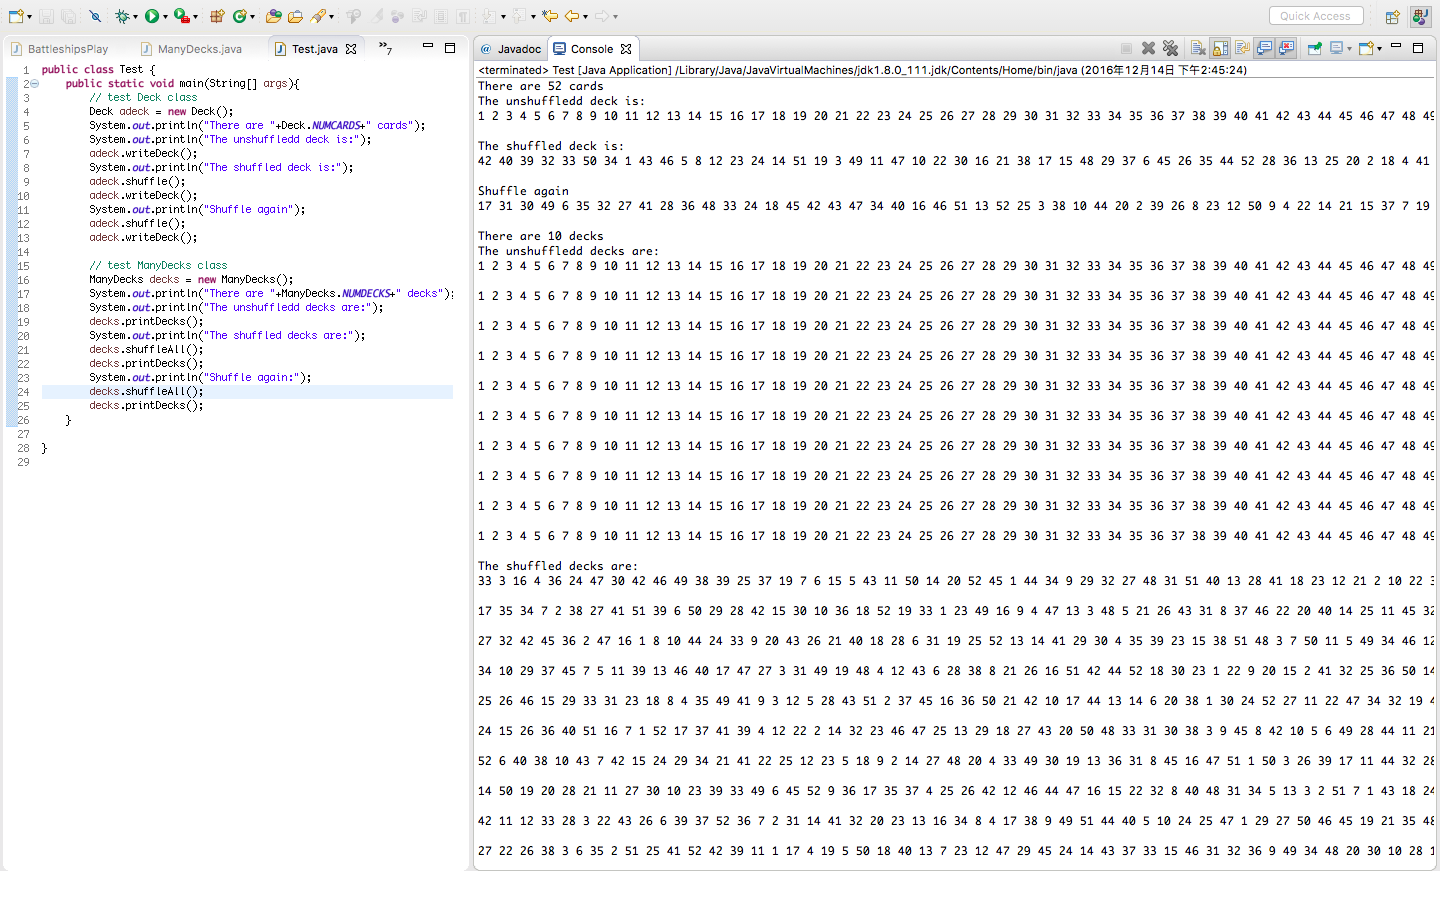 Quick Access
BattleshipsPlay
ManyDecks.java
Test.java
»7
Javadoc
Console
<terminated> Test [Java Application] /Library/Java/JavaVirtualMachines/jdk1.8.0_111.jdk/Contents/Home/bin/java (2016年12月14日 下午2:45:24)
1 public class Test {
2 public static void main(String[] args){
3 // test Deck class
4 Deck adeck = new Deck();
5 System.out.println("There are "+Deck.NUMCARDS+" cards");
6 System.out.println("The unshuffledd deck is:");
7 adeck.writeDeck();
8 System.out.println("The shuffled deck is:");
9 adeck.shuffle();
10 adeck.writeDeck();
11 System.out.println("Shuffle again");
12 adeck.shuffle();
13 adeck.writeDeck();
14
15 // test ManyDecks class
16 ManyDecks decks = new ManyDecks();
17 System.out.println("There are "+ManyDecks.NUMDECKS+" decks");
18 System.out.println("The unshuffledd decks are:");
19 decks.printDecks();
20 System.out.println("The shuffled decks are:");
21 decks.shuffleAll();
22 decks.printDecks();
23 System.out.println("Shuffle again:");
24 decks.shuffleAll();
25 decks.printDecks();
26 }
27
28 }
29
There are 52 cards
The unshuffledd deck is:
1 2 3 4 5 6 7 8 9 10 11 12 13 14 15 16 17 18 19 20 21 22 23 24 25 26 27 28 29 30 31 32 33 34 35 36 37 38 39 40 41 42 43 44 45 46 47 48 49
The shuffled deck is:
42 40 39 32 33 50 34 1 43 46 5 8 12 23 24 14 51 19 3 49 11 47 10 22 30 16 21 38 17 15 48 29 37 6 45 26 35 44 52 28 36 13 25 20 2 18 4 41
Shuffle again
17 31 30 49 6 35 32 27 41 28 36 48 33 24 18 45 42 43 47 34 40 16 46 51 13 52 25 3 38 10 44 20 2 39 26 8 23 12 50 9 4 22 14 21 15 37 7 19
There are 10 decks
The unshuffledd decks are:
1 2 3 4 5 6 7 8 9 10 11 12 13 14 15 16 17 18 19 20 21 22 23 24 25 26 27 28 29 30 31 32 33 34 35 36 37 38 39 40 41 42 43 44 45 46 47 48 49
1 2 3 4 5 6 7 8 9 10 11 12 13 14 15 16 17 18 19 20 21 22 23 24 25 26 27 28 29 30 31 32 33 34 35 36 37 38 39 40 41 42 43 44 45 46 47 48 49
1 2 3 4 5 6 7 8 9 10 11 12 13 14 15 16 17 18 19 20 21 22 23 24 25 26 27 28 29 30 31 32 33 34 35 36 37 38 39 40 41 42 43 44 45 46 47 48 49
1 2 3 4 5 6 7 8 9 10 11 12 13 14 15 16 17 18 19 20 21 22 23 24 25 26 27 28 29 30 31 32 33 34 35 36 37 38 39 40 41 42 43 44 45 46 47 48 49
1 2 3 4 5 6 7 8 9 10 11 12 13 14 15 16 17 18 19 20 21 22 23 24 25 26 27 28 29 30 31 32 33 34 35 36 37 38 39 40 41 42 43 44 45 46 47 48 49
1 2 3 4 5 6 7 8 9 10 11 12 13 14 15 16 17 18 19 20 21 22 23 24 25 26 27 28 29 30 31 32 33 34 35 36 37 38 39 40 41 42 43 44 45 46 47 48 49
1 2 3 4 5 6 7 8 9 10 11 12 13 14 15 16 17 18 19 20 21 22 23 24 25 26 27 28 29 30 31 32 33 34 35 36 37 38 39 40 41 42 43 44 45 46 47 48 49
1 2 3 4 5 6 7 8 9 10 11 12 13 14 15 16 17 18 19 20 21 22 23 24 25 26 27 28 29 30 31 32 33 34 35 36 37 38 39 40 41 42 43 44 45 46 47 48 49
1 2 3 4 5 6 7 8 9 10 11 12 13 14 15 16 17 18 19 20 21 22 23 24 25 26 27 28 29 30 31 32 33 34 35 36 37 38 39 40 41 42 43 44 45 46 47 48 49
1 2 3 4 5 6 7 8 9 10 11 12 13 14 15 16 17 18 19 20 21 22 23 24 25 26 27 28 29 30 31 32 33 34 35 36 37 38 39 40 41 42 43 44 45 46 47 48 49
The shuffled decks are:
33 3 16 4 36 24 47 30 42 46 49 38 39 25 37 19 7 6 15 5 43 11 50 14 20 52 45 1 44 34 9 29 32 27 48 31 51 40 13 28 41 18 23 12 21 2 10 22 3
17 35 34 7 2 38 27 41 51 39 6 50 29 28 42 15 30 10 36 18 52 19 33 1 23 49 16 9 4 47 13 3 48 5 21 26 43 31 8 37 46 22 20 40 14 25 11 45 32
27 32 42 45 36 2 47 16 1 8 10 44 24 33 9 20 43 26 21 40 18 28 6 31 19 25 52 13 14 41 29 30 4 35 39 23 15 38 51 48 3 7 50 11 5 49 34 46 12
34 10 29 37 45 7 5 11 39 13 46 40 17 47 27 3 31 49 19 48 4 12 43 6 28 38 8 21 26 16 51 42 44 52 18 30 23 1 22 9 20 15 2 41 32 25 36 50 14
25 26 46 15 29 33 31 23 18 8 4 35 49 41 9 3 12 5 28 43 51 2 37 45 16 36 50 21 42 10 17 44 13 14 6 20 38 1 30 24 52 27 11 22 47 34 32 19 4
24 15 26 36 40 51 16 7 1 52 17 37 41 39 4 12 22 2 14 32 23 46 47 25 13 29 18 27 43 20 50 48 33 31 30 38 3 9 45 8 42 10 5 6 49 28 44 11 21
52 6 40 38 10 43 7 42 15 24 29 34 21 41 22 25 12 23 5 18 9 2 14 27 48 20 4 33 49 30 19 13 36 31 8 45 16 47 51 1 50 3 26 39 17 11 44 32 28
14 50 19 20 28 21 11 27 30 10 23 39 33 49 6 45 52 9 36 17 35 37 4 25 26 42 12 46 44 47 16 15 22 32 8 40 48 31 34 5 13 3 2 51 7 1 43 18 24
42 11 12 33 28 3 22 43 26 6 39 37 52 36 7 2 31 14 41 32 20 23 13 16 34 8 4 17 38 9 49 51 44 40 5 10 24 25 47 1 29 27 50 46 45 19 21 35 48
27 22 26 38 3 6 35 2 51 25 41 52 42 39 11 1 17 4 19 5 50 18 40 13 7 23 12 47 29 45 24 14 43 37 33 15 46 31 32 36 9 49 34 48 20 30 10 28 1